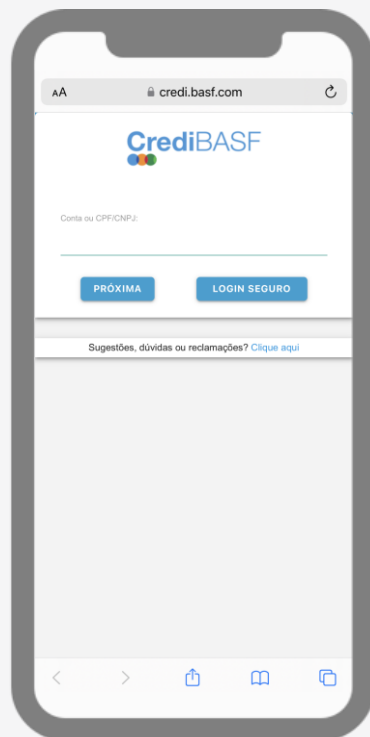 AA credi.basf.com
CrediBASF
Conta ou CPF/CNPJ:
PRÓXIMA LOGIN SEGURO
Sugestões, dúvidas ou reclamações? Clique aqui